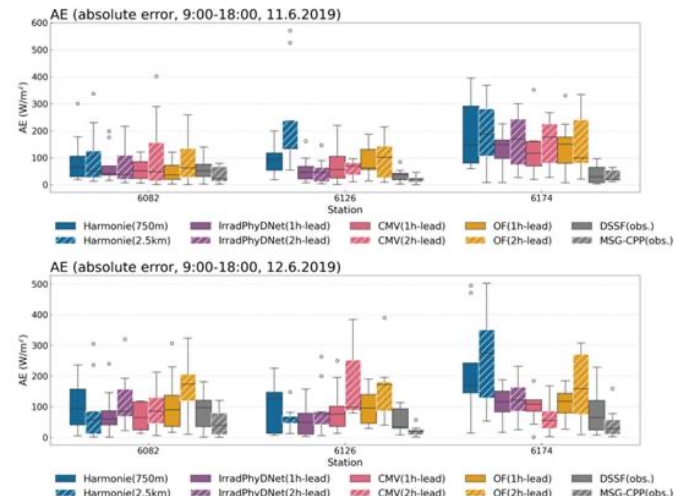 AE (absolute error, 9:00-18:00, 11.6.2019)
600
500
400
300
200
100
0
AE (W/m²)
6082 6126 6174
Station
Harmonie(750m) IrradPhyDNet(1h-lead) CMV(1h-lead) OF(1h-lead) DSSF(obs.)
Harmonie(2.5km) IrradPhyDNet(2h-lead) CMV(2h-lead) OF(2h-lead) MSG-CPP(obs.)
AE (absolute error, 9:00-18:00, 12.6.2019)
500
400
300
200
100
0
AE (W/m²)
6082 6126 6174
Station
Harmonie(750m) IrradPhyDNet(1h-lead) CMV(1h-lead) OF(1h-lead) DSSF(obs.)
Harmonie(2.5km) IrradPhyDNet(2h-lead) CMV(2h-lead) OF(2h-lead) MSG-CPP(obs.)